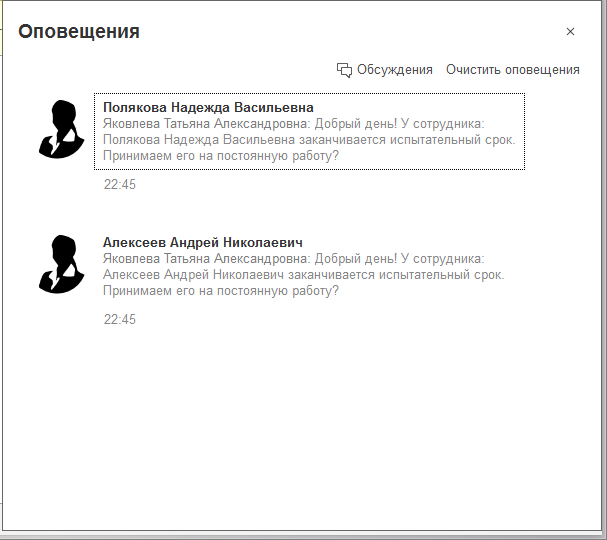 Оповещения
Обсуждения Очистить оповещения
Полякова Надежда Васильевна
Яковлева Татьяна Александровна: Добрый день! У сотрудника:
Полякова Надежда Васильевна заканчивается испытательный срок.
Принимаем его на постоянную работу?
22:45
Алексеев Андрей Николаевич
Яковлева Татьяна Александровна: Добрый день! У сотрудника:
Алексеев Андрей Николаевич заканчивается испытательный срок.
Принимаем его на постоянную работу?
22:45